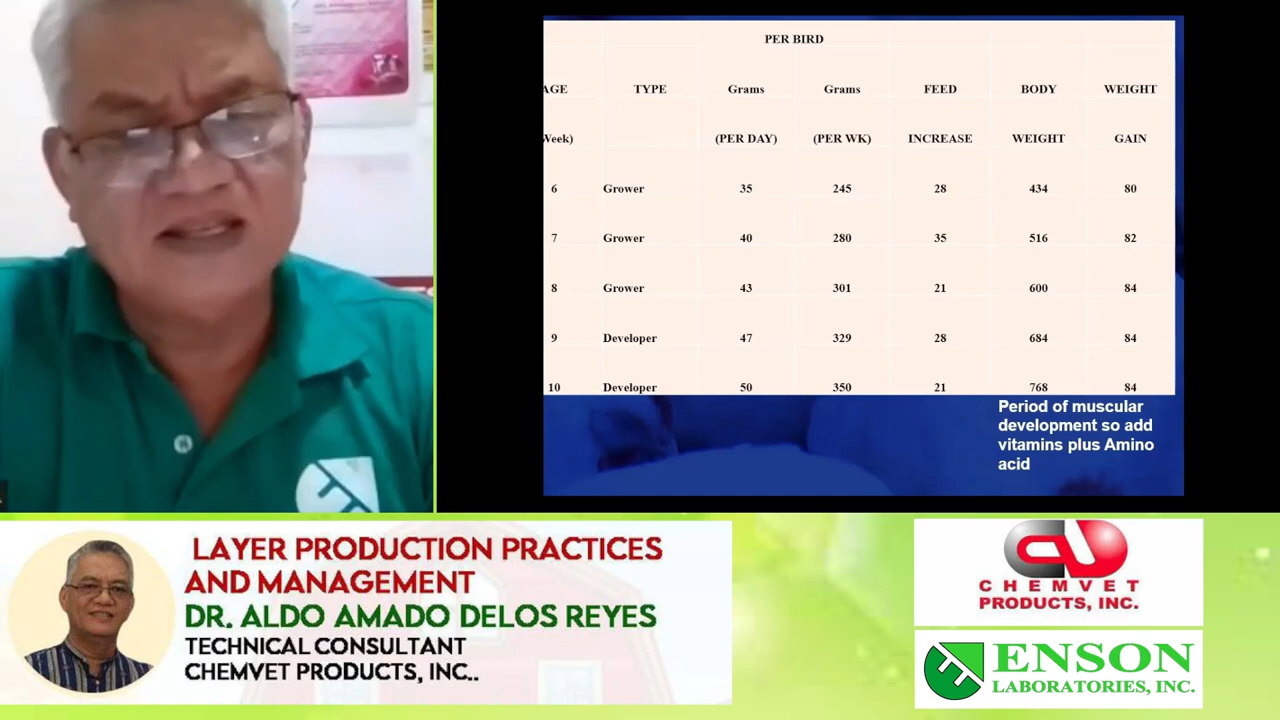 PER BIRD
AGE TYPE Grams Grams FEED BODY WEIGHT
Week) (PER DAY) (PER WK) INCREASE WEIGHT GAIN
6 Grower 35 245 28 434 80
7 Grower 40 280 35 516 82
8 Grower 43 301 21 600 84
9 Developer 47 329 28 684 84
10 Developer 50 350 21 768 84
Period of muscular
development so add
vitamins plus Amino
acid
LAYER PRODUCTION PRACTICES
AND MANAGEMENT
DR. ALDO AMADO DELOS REYES
TECHNICAL CONSULTANT
CHEMVET PRODUCTS, INC..
CHEMVET
PRODUCTS, INC.
ENSON
LABORATORIES, INC.